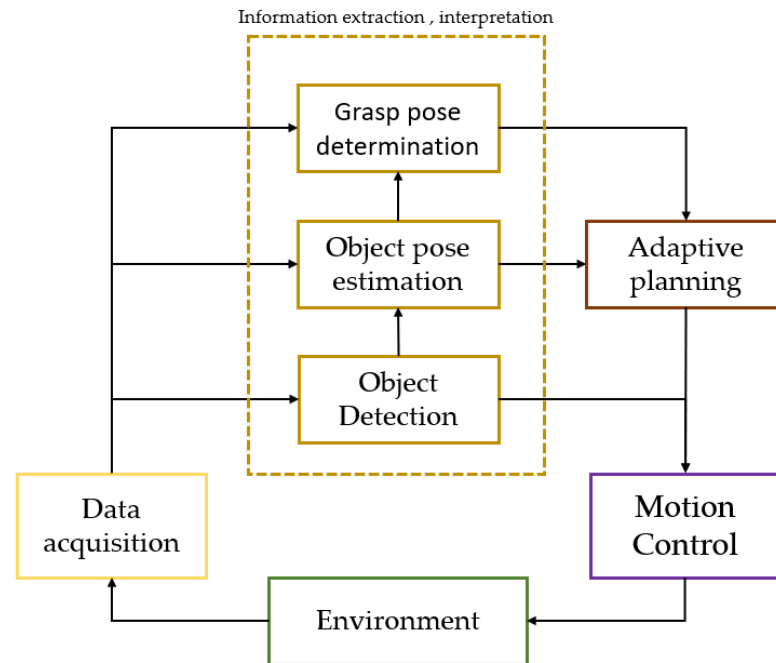 Information extraction , interpretation
Grasp pose
determination
Object pose
estimation
Adaptive
planning
Object
Detection
Data
acquisition
Motion
Control
Environment